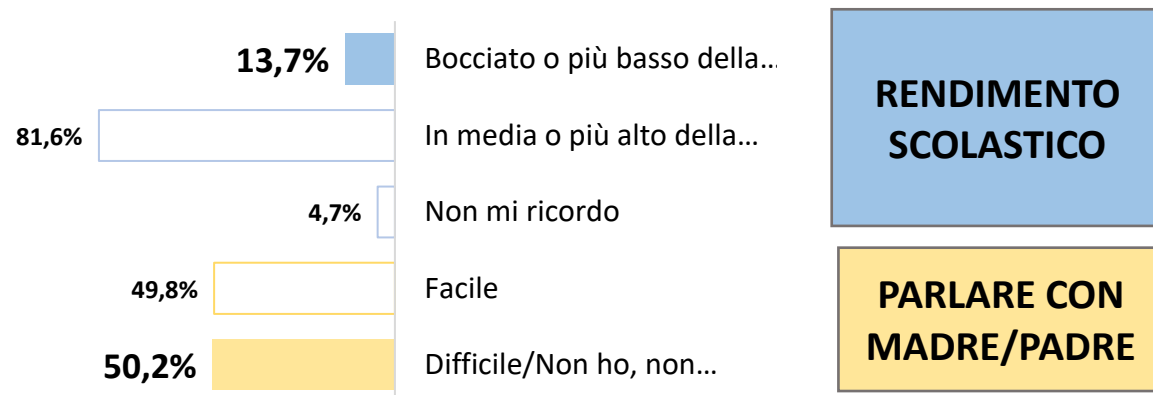 13,7% Bocciato o più basso della...
81,6% In media o più alto della...
4,7% Non mi ricordo
49,8% Facile
50,2% Difficile/Non ho, non...
RENDIMENTO
SCOLASTICO
PARLARE CON
MADRE/PADRE